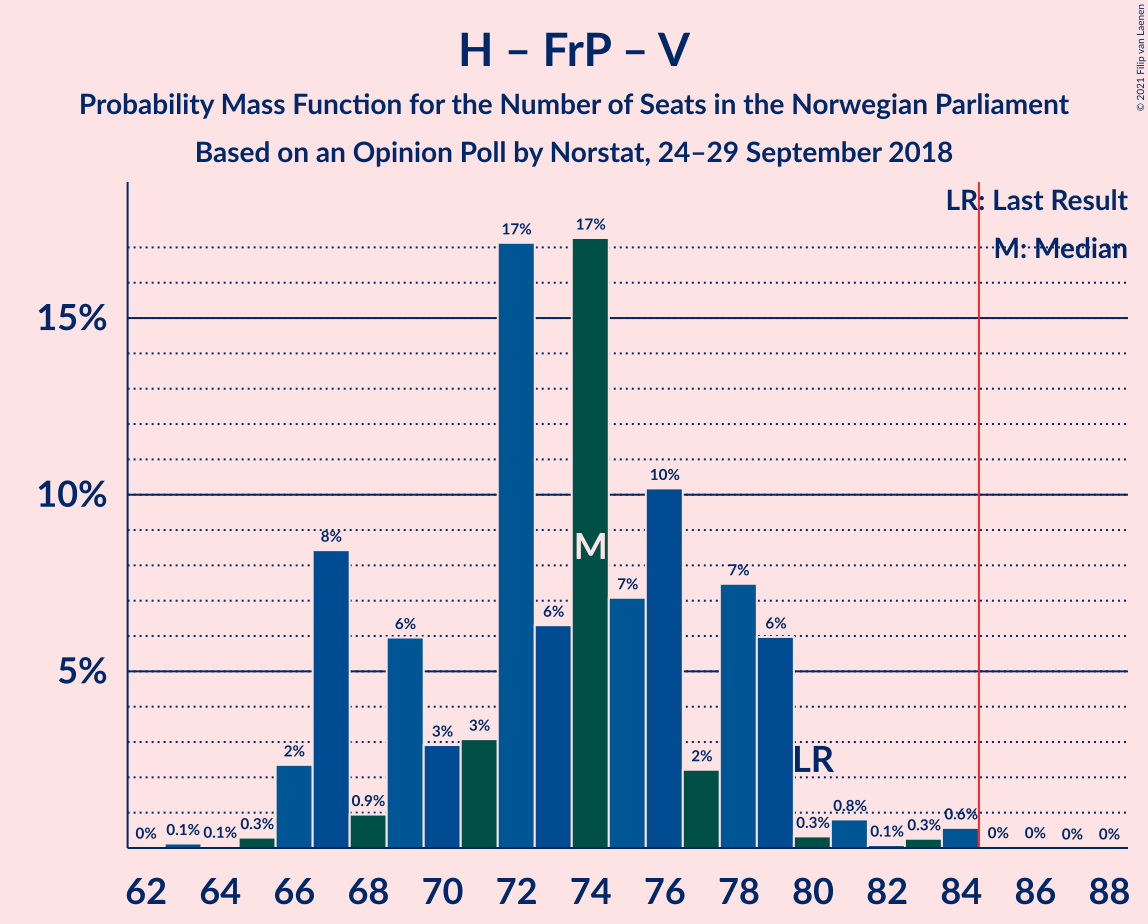 H – FrP – V
Probability Mass Function for the Number of Seats in the Norwegian Parliament
Based on an Opinion Poll by Norstat, 24–29 September 2018
© 2021 Filip van Laenen
LR: Last Result
M: Median
15%
10%
5%
0% 0.1% 0.1% 0.3% 2% 8% 0.9% 6% 3% 3% 17% 6% 17% 7% 10% 2% 7% 6% 0.3% 0.8% 0.1% 0.3% 0.6% 0% 0% 0% 0%
M
LR
62 64 66 68 70 72 74 76 78 80 82 84 86 88